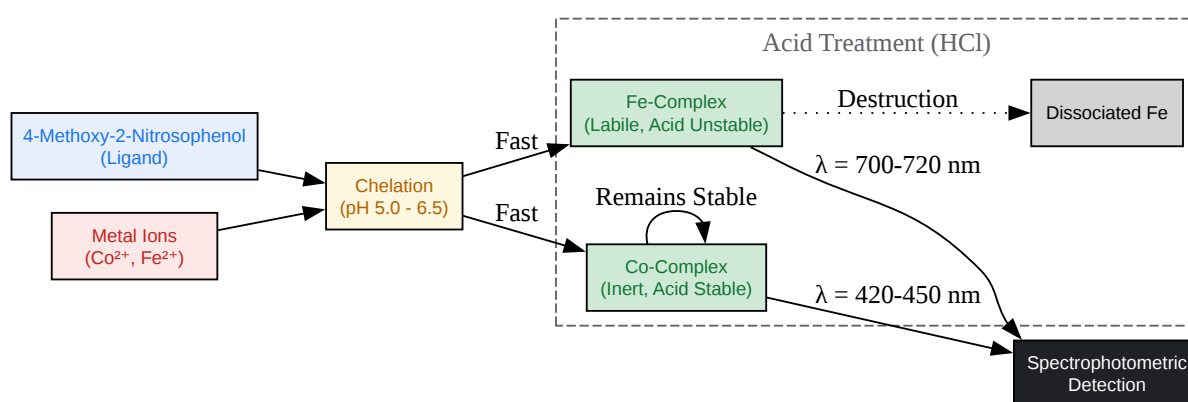 Acid Treatment (HCl)
4-Methoxy-2-Nitrosophenol
(Ligand)
Metal Ions
(Co²⁺, Fe²⁺)
Chelation
(pH 5.0 - 6.5)
Fast
Fast
Fe-Complex
(Labile, Acid Unstable)
Destruction
Dissociated Fe
λ = 700-720 nm
Remains Stable
Co-Complex
(Inert, Acid Stable)
λ = 420-450 nm
Spectrophotometric
Detection